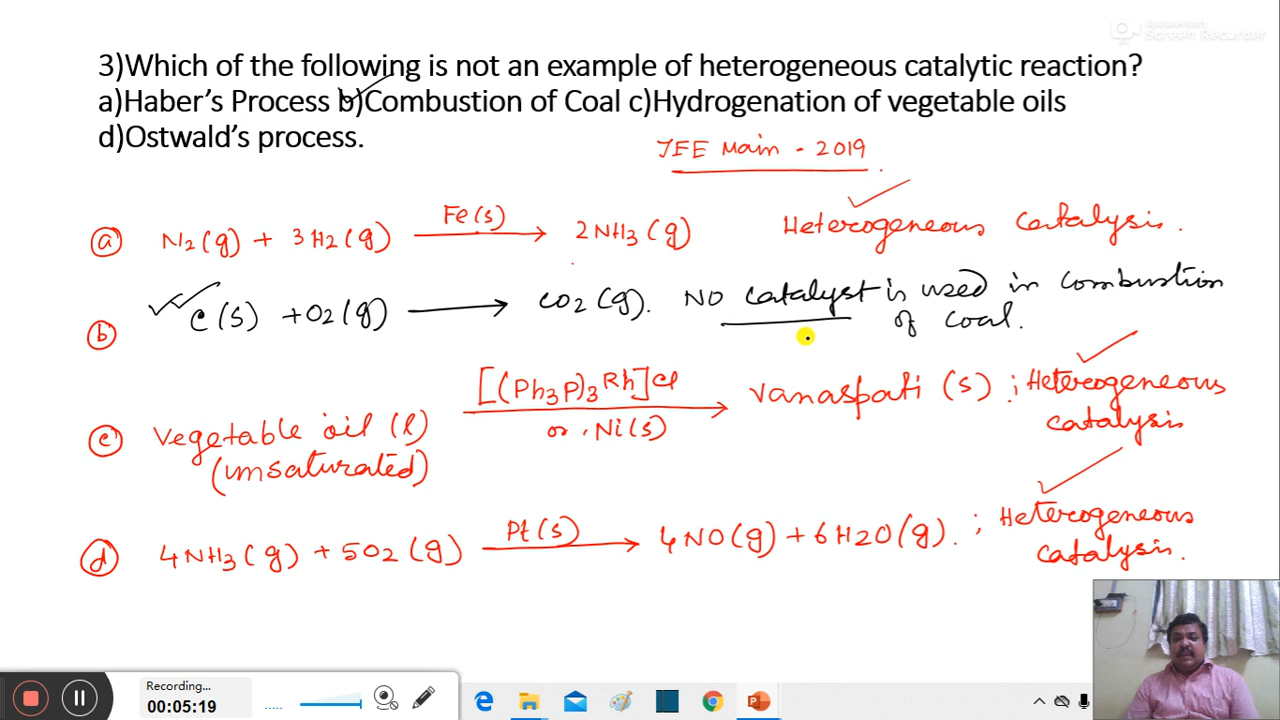 Apowersoft
Screen Recorder
3)Which of the following is not an example of heterogeneous catalytic reaction?
a)Haber's Process b)Combustion of Coal c)Hydrogenation of vegetable oils
d)Ostwald's process.
JEE Main - 2019
a N2(g) + 3H2(g) Fe(s) 2NH3(g) Heterogeneous Catalysis.
b C(s) +O2(g) CO2(g). NO catalyst is used in combustion
of coal.
[(Ph3P)3Rh]Cl
c Vegetable oil (l) or Ni(s) Vanaspati (s) ; Heterogeneous
(unsaturated) catalysis
d 4NH3(g) + 5O2(g) Pt(s) 4NO(g) + 6H2O(g). ; Heterogeneous
catalysis.
Recording...
00:05:19